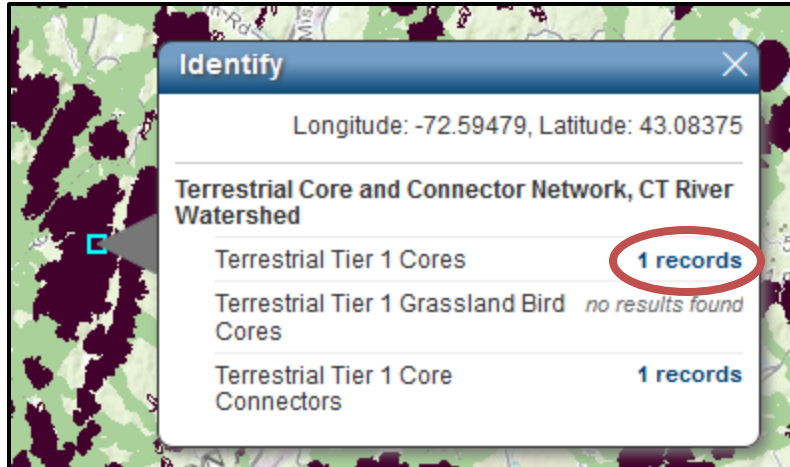 Identify
Longitude: -72.59479, Latitude: 43.08375
Terrestrial Core and Connector Network, CT River
Watershed
Terrestrial Tier 1 Cores 1 records
Terrestrial Tier 1 Grassland Bird no results found
Cores
Terrestrial Tier 1 Core 1 records
Connectors